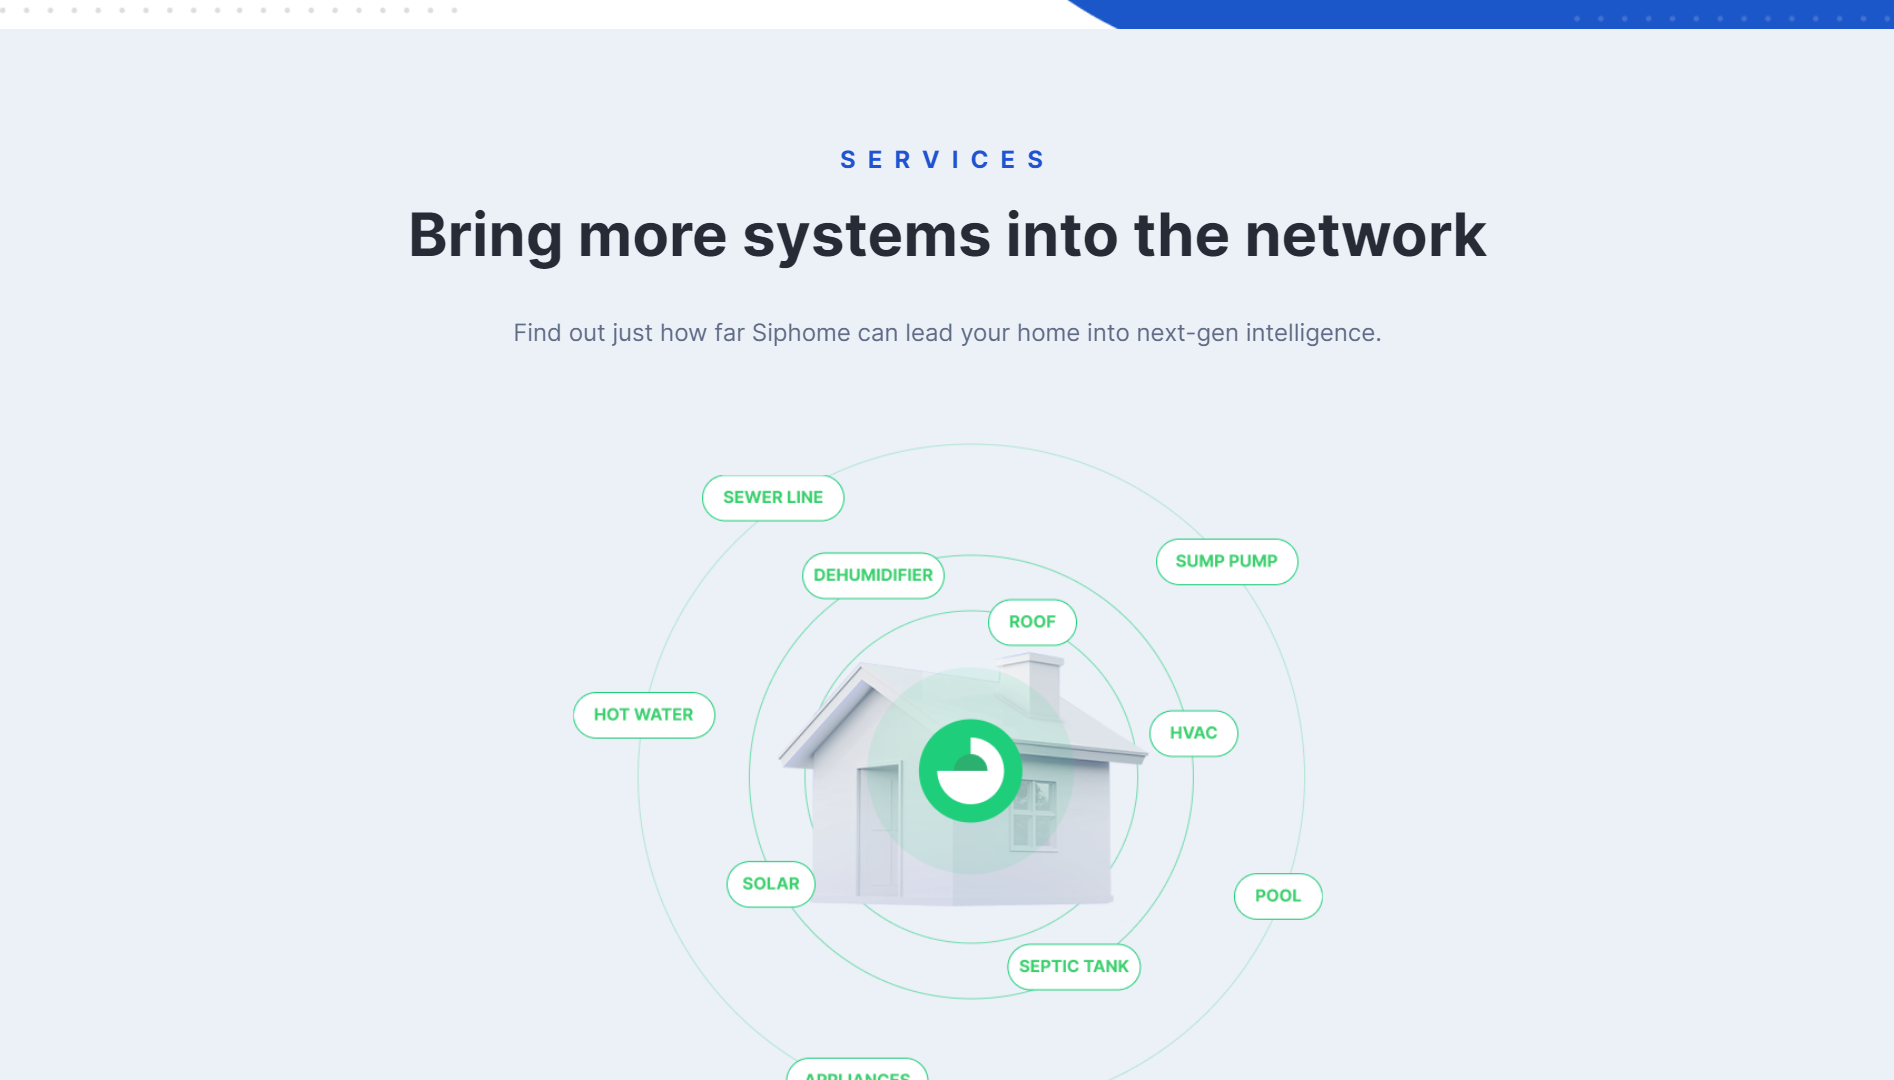 SERVICES
Bring more systems into the network
Find out just how far Siphome can lead your home into next-gen intelligence.
SEWER LINE
SUMP PUMP
DEHUMIDIFIER
ROOF
HOT WATER
HVAC
SOLAR
POOL
SEPTIC TANK
APPLIANCES